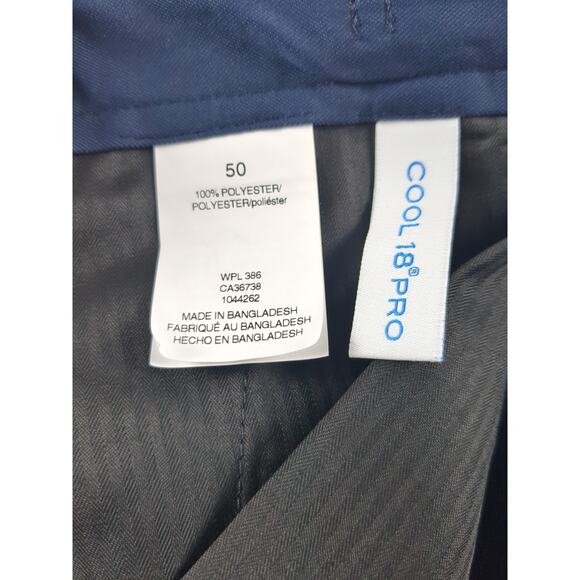 50
100% POLYESTER/
POLYESTER/poliéster
WPL 386
CA36738
1044262
MADE IN BANGLADESH
FABRIQUÉ AU BANGLADESH
HECHO EN BANGLADESH
COOL 18® PRO